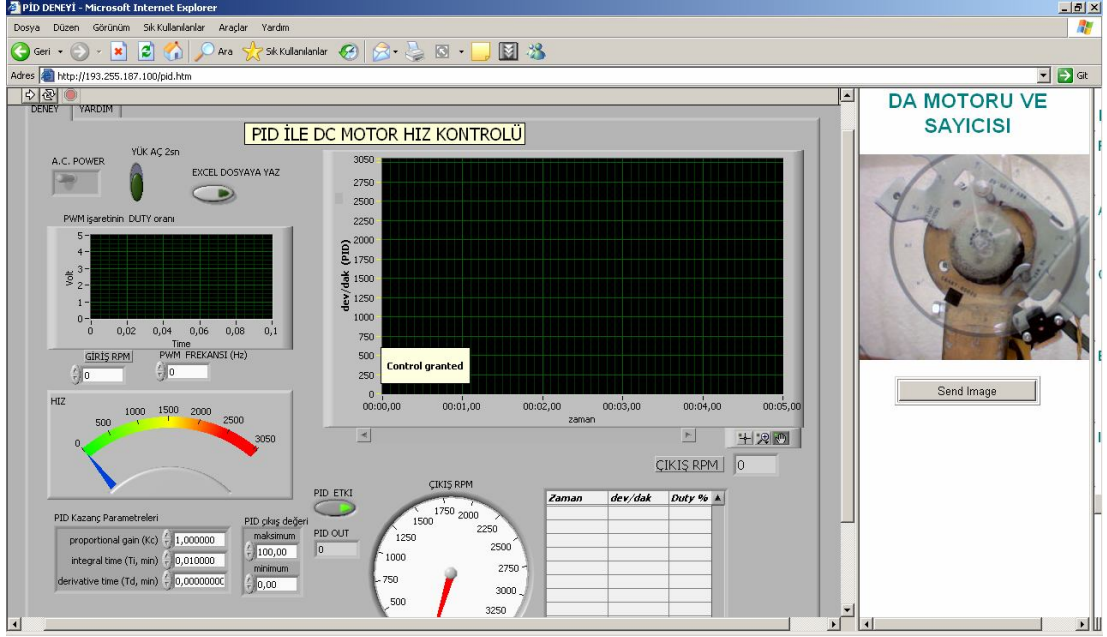 PİD DENEYİ - Microsoft Internet Explorer
Dosya Düzen Görünüm Sık Kullanılanlar Araçlar Yardım
Geri Ara Sık Kullanılanlar
Adres http://193.255.187.100/pid.htm Git
DENEY YARDIM
PID İLE DC MOTOR HIZ KONTROLÜ
A.C. POWER
YÜK AÇ 2sn
EXCEL DOSYAYA YAZ
PWM işaretinin DUTY oranı
Volt
5
4
3
2
1
0
0 0,02 0,04 0,06 0,08 0,1
Time
GİRİŞ RPM
0
PWM FREKANSI (Hz)
0
HIZ
0 500 1000 1500 2000 2500 3050
dev/dak (PID)
3050
2750
2500
2250
2000
1750
1500
1250
1000
750
500
250
0
Control granted
00:00,00 00:01,00 00:02,00 00:03,00 00:04,00 00:05,00
zaman
ÇIKIŞ RPM 0
PID Kazanç Parametreleri
proportional gain (Kc) 1,000000
integral time (Ti, min) 0,010000
derivative time (Td, min) 0,0000000C
PID çıkış değeri
maksimum
100,00
minimum
0,00
PID ETKI
PID OUT
0
ÇIKIŞ RPM
500 750 1000 1250 1500 1750 2000 2250 2500 2750 3000 3250
Zaman dev/dak Duty %
DA MOTORU VE
SAYICISI
Send Image